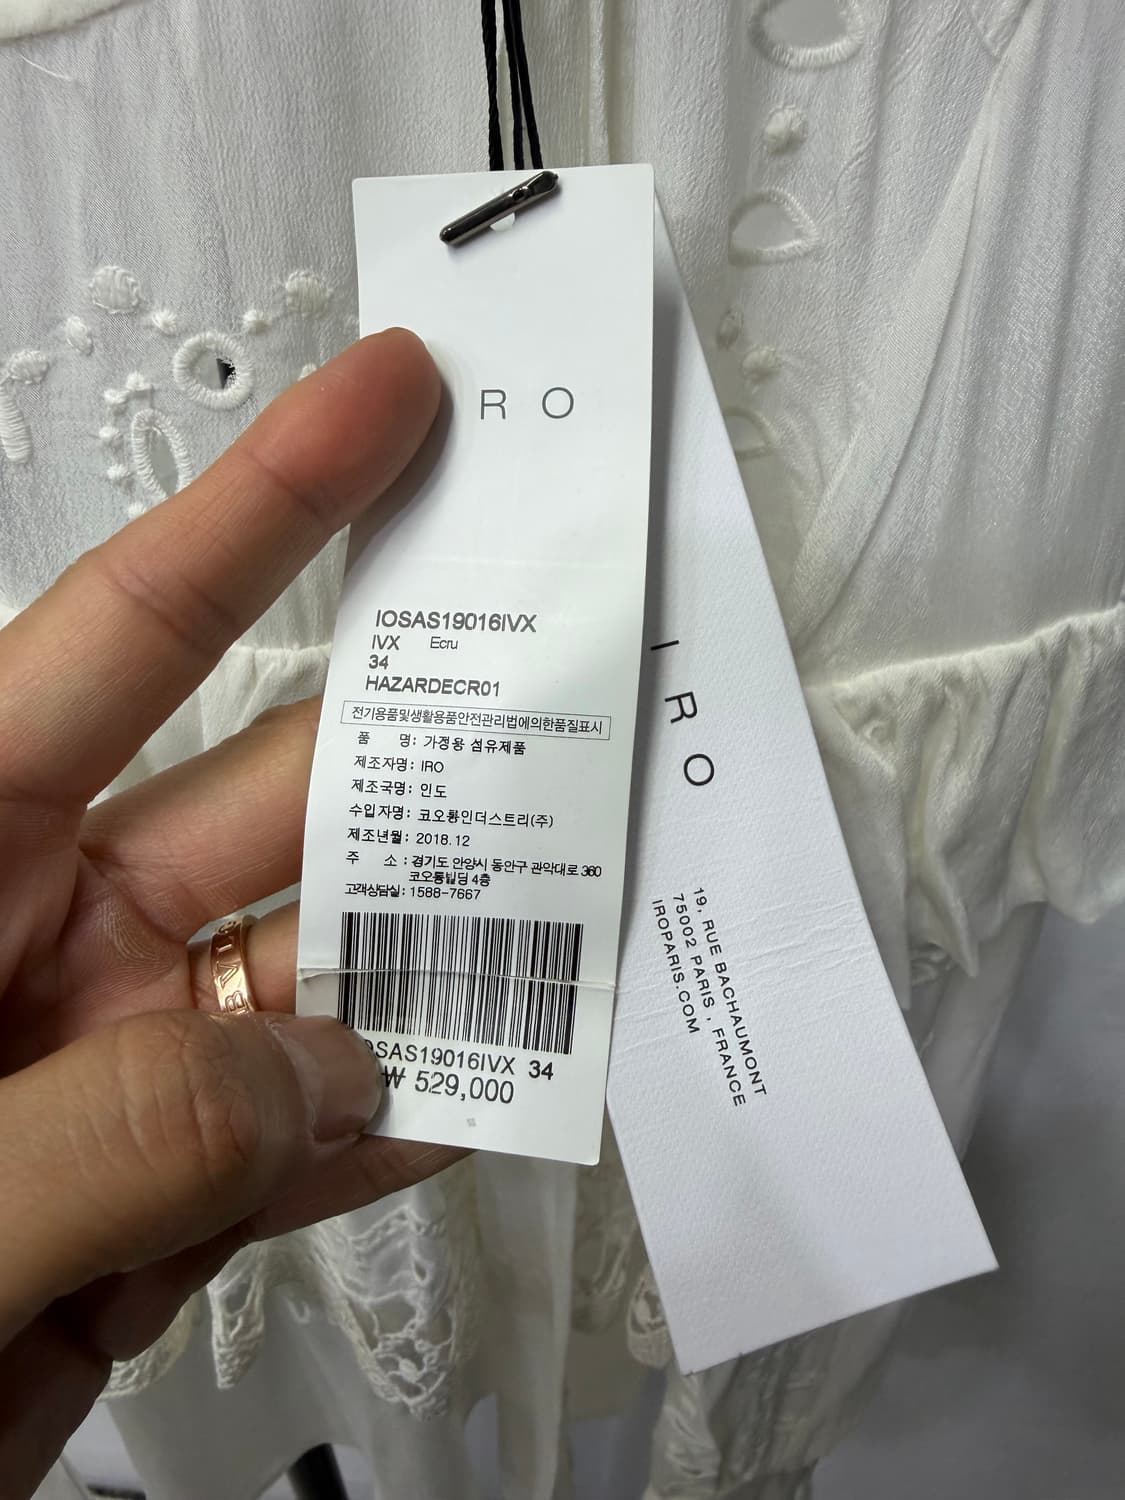 R O
IOSAS19016IVX
IVX Ecru
34
HAZARDECR01
전기용품및생활용품안전관리법에의한품질표시
품 명: 가정용 섬유제품
제조자명: IRO
제조국명: 인도
수입자명: 코오롱인더스트리(주)
제조년월: 2018.12
주 소: 경기도 안양시 동안구 관악대로 360
코오롱빌딩 4층
고객상담실: 1588-7667
OSAS19016IVX 34
₩ 529,000
IRO
19, RUE BACHAUMONT
75002 PARIS, FRANCE
IROPARIS.COM